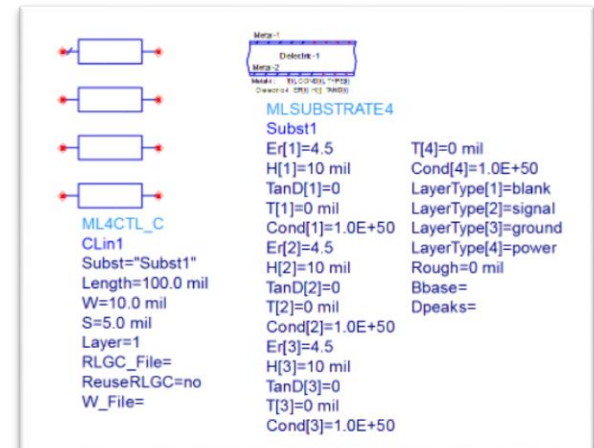 Metal-1
Dielectric-1
Metal-2
MLSUBSTRATE4
Subst1
Er[1]=4.5
H[1]=10 mil
TanD[1]=0
T[1]=0 mil
Cond[1]=1.0E+50
Er[2]=4.5
H[2]=10 mil
TanD[2]=0
T[2]=0 mil
Cond[2]=1.0E+50
Er[3]=4.5
H[3]=10 mil
TanD[3]=0
T[3]=0 mil
Cond[3]=1.0E+50
T[4]=0 mil
Cond[4]=1.0E+50
LayerType[1]=blank
LayerType[2]=signal
LayerType[3]=ground
LayerType[4]=power
Rough=0 mil
Bbase=
Dpeaks=
ML4CTL_C
CLin1
Subst="Subst1"
Length=100.0 mil
W=10.0 mil
S=5.0 mil
Layer=1
RLGC_File=
ReuseRLGC=no
W_File=